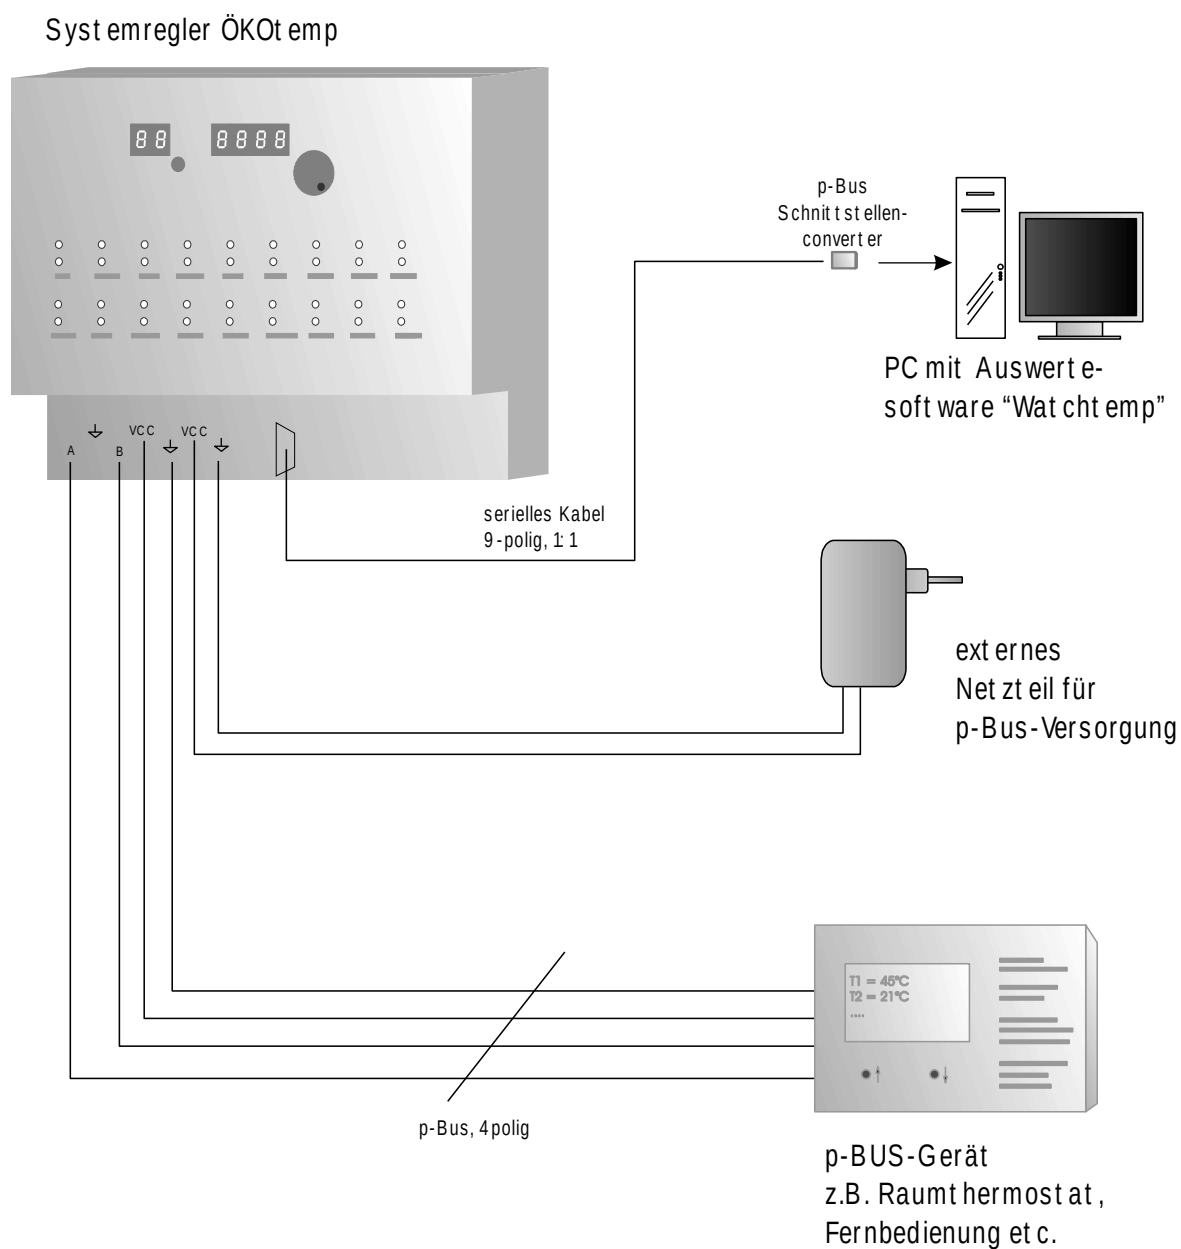 Systemregler ÖKOtemp
88 8888
p-Bus
Schnittstellen-
converter
PC mit Auswerte-
software “Watchtemp”
VCC VCC
A B
serielles Kabel
9-polig, 1:1
externes
Netzteil für
p-Bus-Versorgung
T1 = 45°C
T2 = 21°C
....
p-Bus, 4polig
p-BUS-Gerät
z.B. Raumthermostat,
Fernbedienung etc.